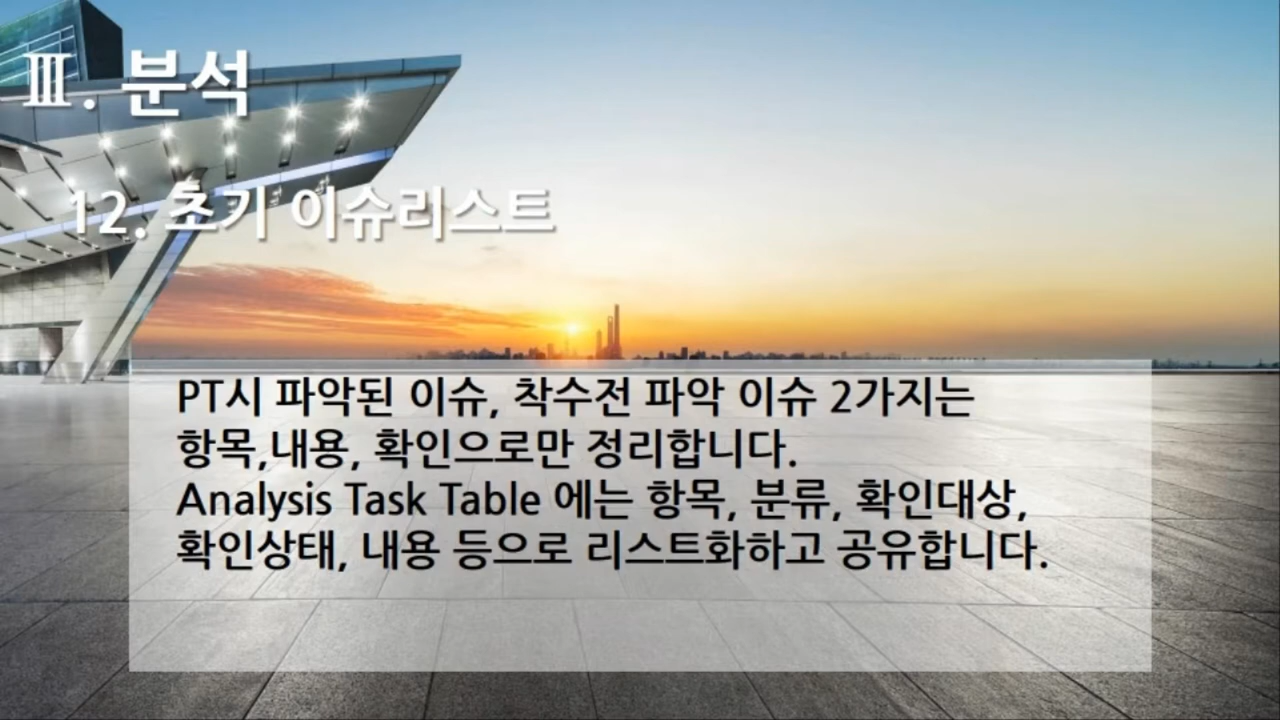 Ⅲ. 분석
12. 초기 이슈리스트
PT시 파악된 이슈, 착수전 파악 이슈 2가지는
항목,내용, 확인으로만 정리합니다.
Analysis Task Table 에는 항목, 분류, 확인대상,
확인상태, 내용 등으로 리스트화하고 공유합니다.